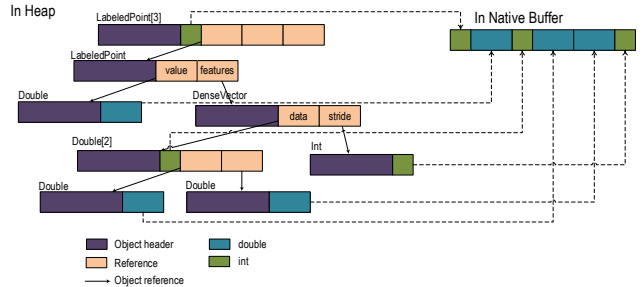 In Heap
LabeledPoint[3]
In Native Buffer
LabeledPoint
value features
Double
DenseVector
data stride
Double[2]
Int
Double
Double
Object header
double
Reference
int
Object reference